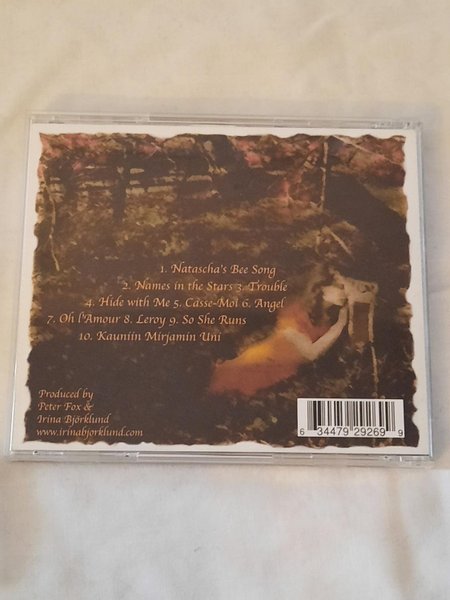 1. Natascha's Bee Song
2. Names in the Stars 3. Trouble
4. Hide with Me 5. Casse-Moi 6. Angel
7. Oh l'Amour 8. Leroy 9. So She Runs
10. Kauniin Mirjamin Uni
Produced by
Peter Fox &
Irina Björklund
www.irinabjorklund.com
6 34479 29269 9